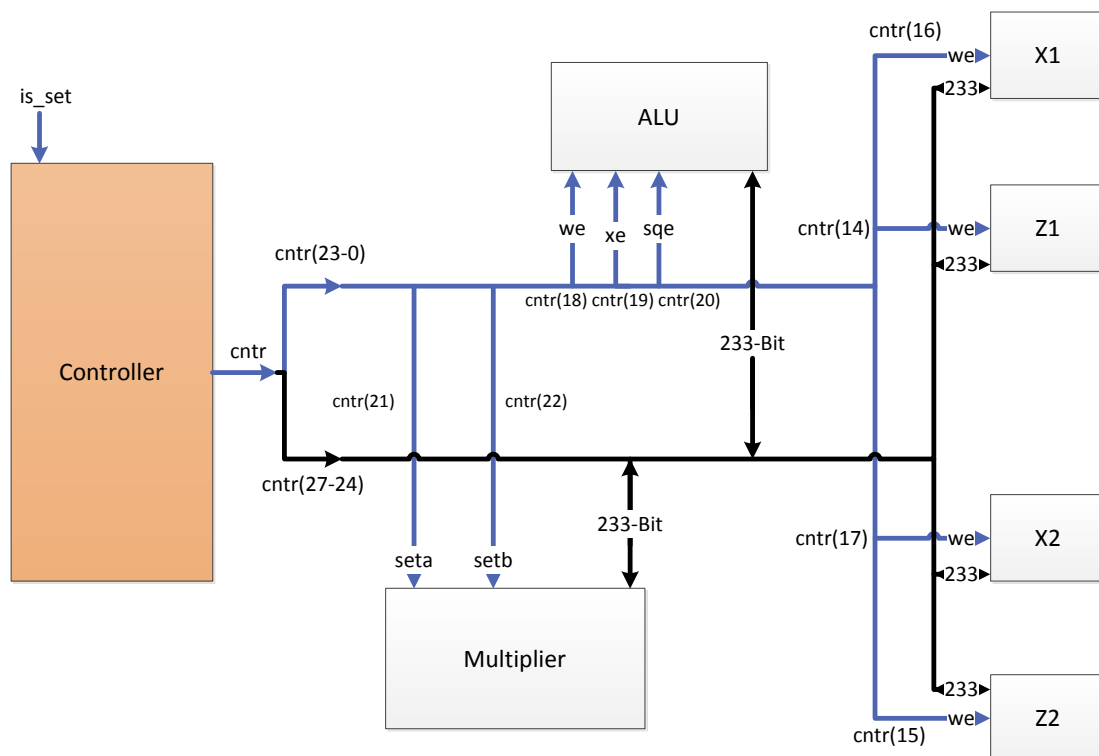 cntr(16)
we
X1
233
is_set
ALU
we
xe
sqe
cntr(14)
we
Z1
233
cntr(23-0)
cntr(18)
cntr(19)
cntr(20)
233-Bit
cntr
Controller
cntr(21)
cntr(22)
cntr(27-24)
233-Bit
cntr(17)
we
X2
233
seta
setb
Multiplier
233
we
Z2
cntr(15)